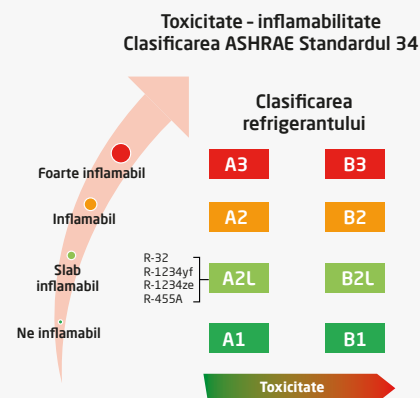 Toxicitate – inflamabilitate
Clasificarea ASHRAE Standardul 34
Clasificarea
refrigerantului
Foarte inflamabil
A3
B3
Inflamabil
A2
B2
Slab
inflamabil
R-32
R-1234yf
R-1234ze
R-455A
A2L
B2L
Ne inflamabil
A1
B1
Toxicitate